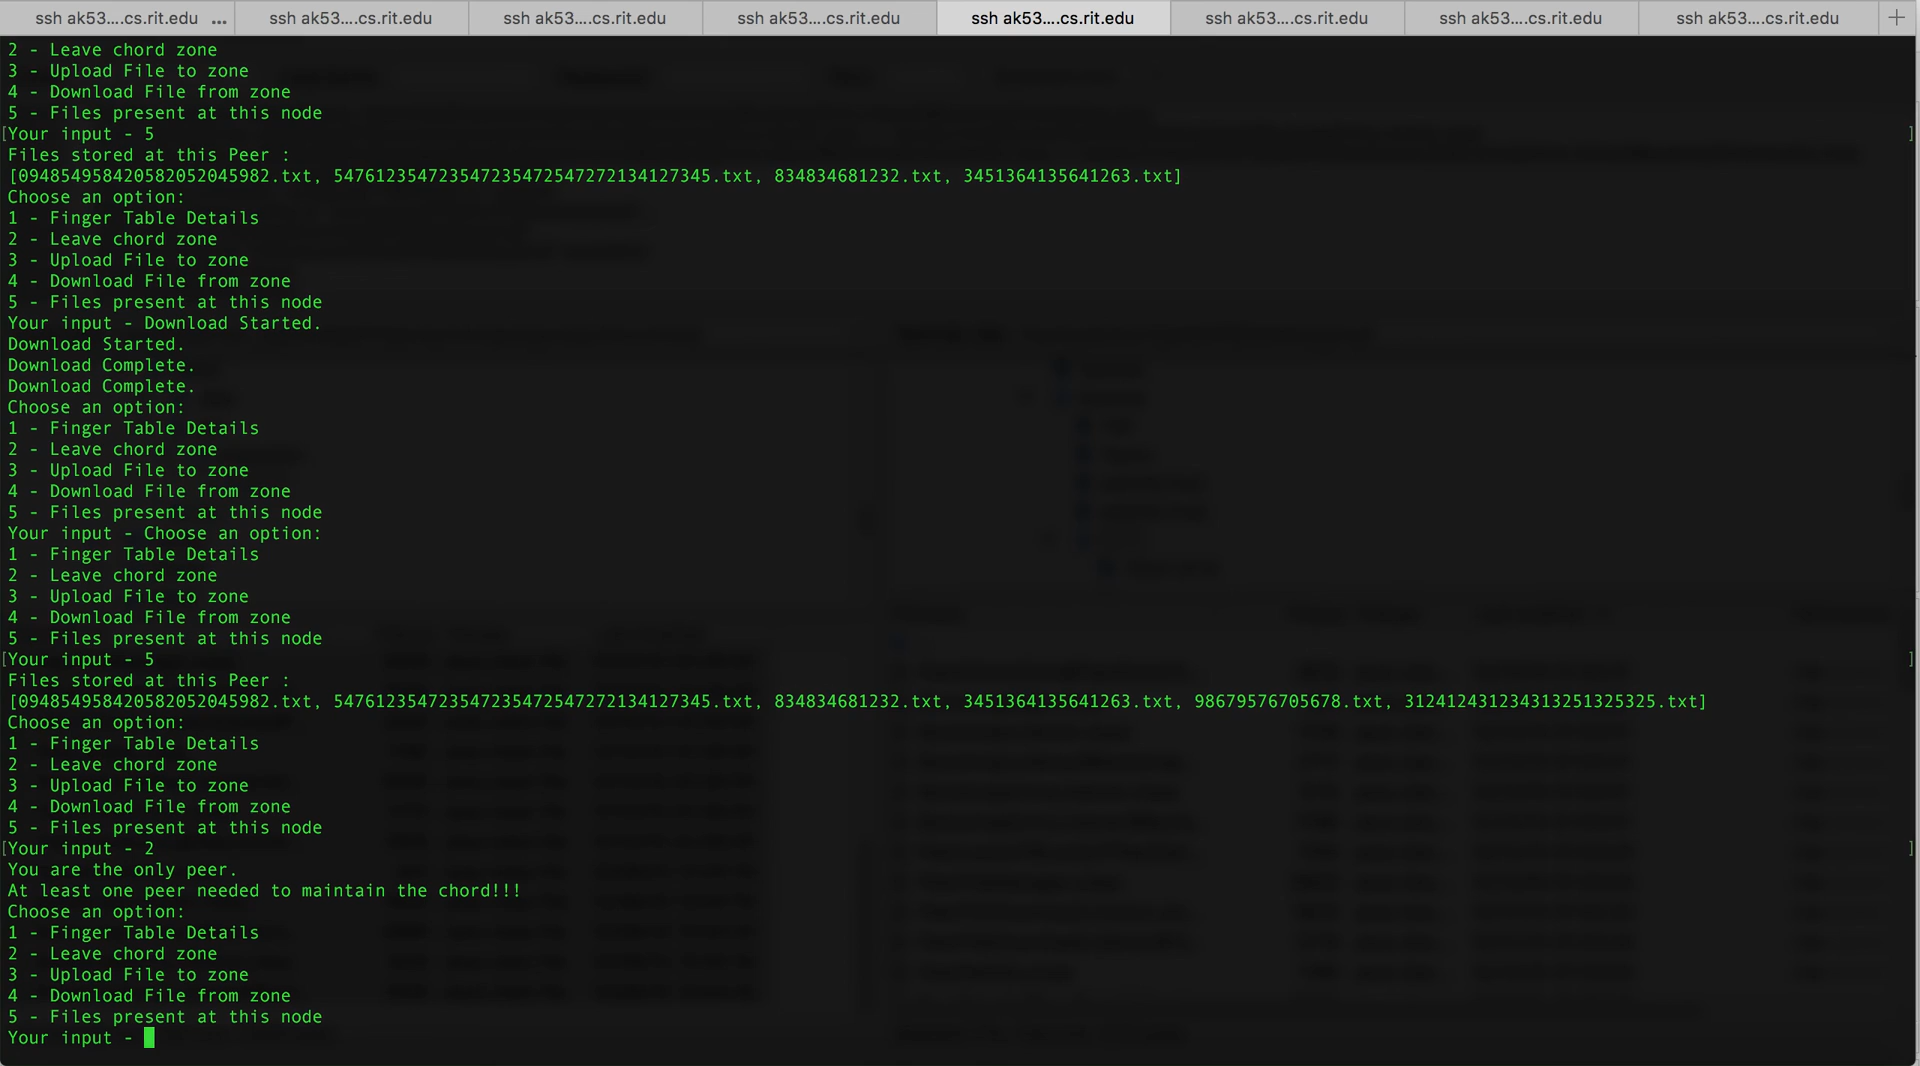 ssh ak53....cs.rit.edu ... ssh ak53....cs.rit.edu ssh ak53....cs.rit.edu ssh ak53....cs.rit.edu ssh ak53....cs.rit.edu ssh ak53....cs.rit.edu ssh ak53....cs.rit.edu ssh ak53....cs.rit.edu +
2 - Leave chord zone
3 - Upload File to zone
4 - Download File from zone
5 - Files present at this node
[Your input - 5 ]
Files stored at this Peer :
[0948549584205820520​45982.txt, 547612354723547235472547272134127345.txt, 834834681232.txt, 3451364135641263.txt]
Choose an option:
1 - Finger Table Details
2 - Leave chord zone
3 - Upload File to zone
4 - Download File from zone
5 - Files present at this node
Your input - Download Started.
Download Started.
Download Complete.
Download Complete.
Choose an option:
1 - Finger Table Details
2 - Leave chord zone
3 - Upload File to zone
4 - Download File from zone
5 - Files present at this node
Your input - Choose an option:
1 - Finger Table Details
2 - Leave chord zone
3 - Upload File to zone
4 - Download File from zone
5 - Files present at this node
[Your input - 5 ]
Files stored at this Peer :
[094854958420582052045982.txt, 547612354723547235472547272134127345.txt, 834834681232.txt, 3451364135641263.txt, 98679576705678.txt, 312412431234313251325325.txt]
Choose an option:
1 - Finger Table Details
2 - Leave chord zone
3 - Upload File to zone
4 - Download File from zone
5 - Files present at this node
[Your input - 2 ]
You are the only peer.
At least one peer needed to maintain the chord!!!
Choose an option:
1 - Finger Table Details
2 - Leave chord zone
3 - Upload File to zone
4 - Download File from zone
5 - Files present at this node
Your input -